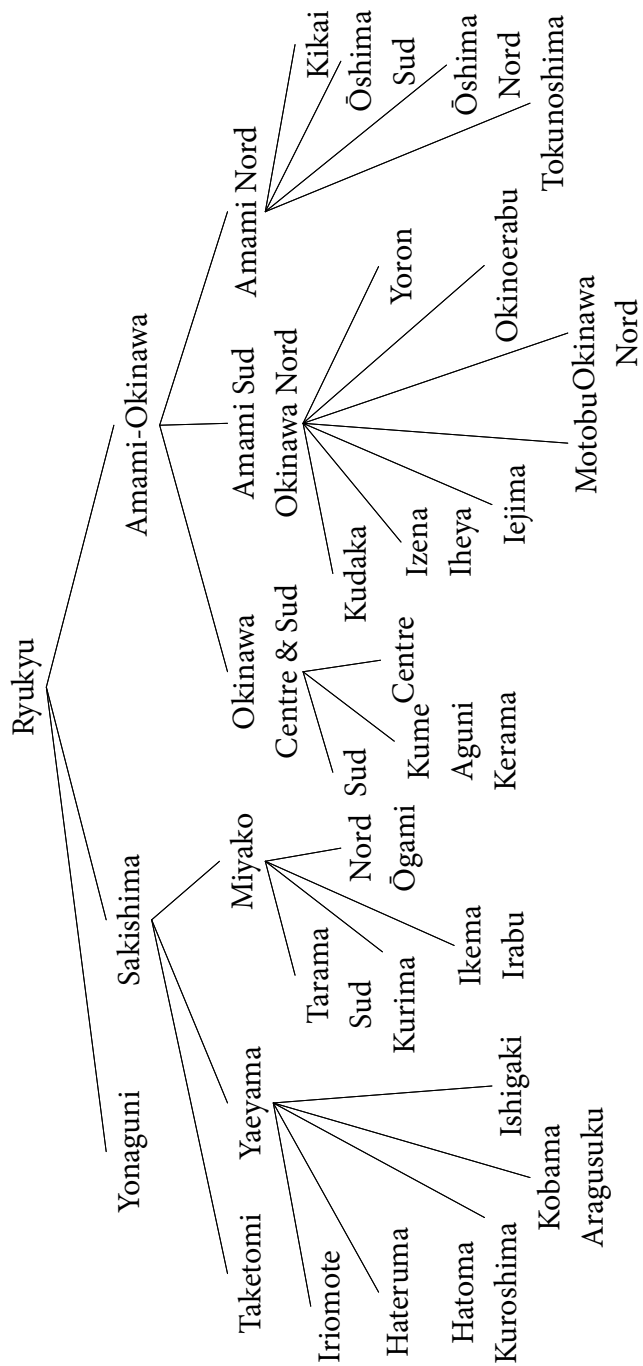 Ryukyu
Yonaguni
Sakishima
Amami-Okinawa
Taketomi
Yaeyama
Miyako
Okinawa
Centre & Sud
Amami Sud
Okinawa Nord
Amami Nord
Iriomote
Hateruma
Hatoma
Kuroshima
Kobama
Aragusuku
Ishigaki
Tarama
Sud
Kurima
Ikema
Irabu
Nord
Ōgami
Sud
Kume
Aguni
Kerama
Centre
Kudaka
Izena
Iheya
Iejima
Motobu
Okinawa
Nord
Okinoerabu
Yoron
Tokunoshima
Ōshima
Nord
Ōshima
Sud
Kikai